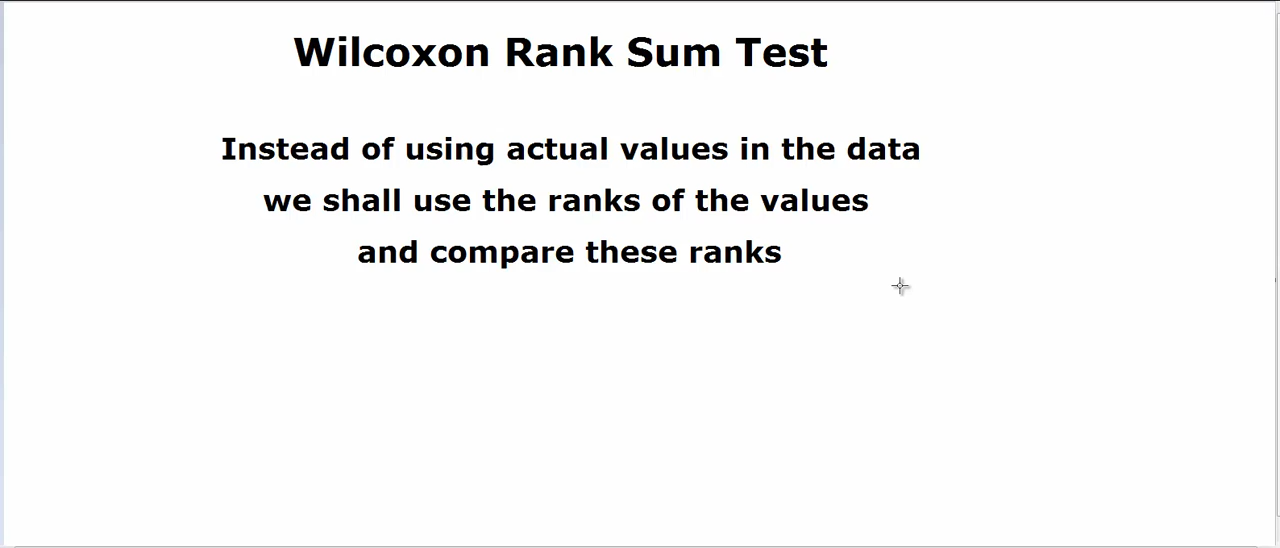 Wilcoxon Rank Sum Test
Instead of using actual values in the data
we shall use the ranks of the values
and compare these ranks